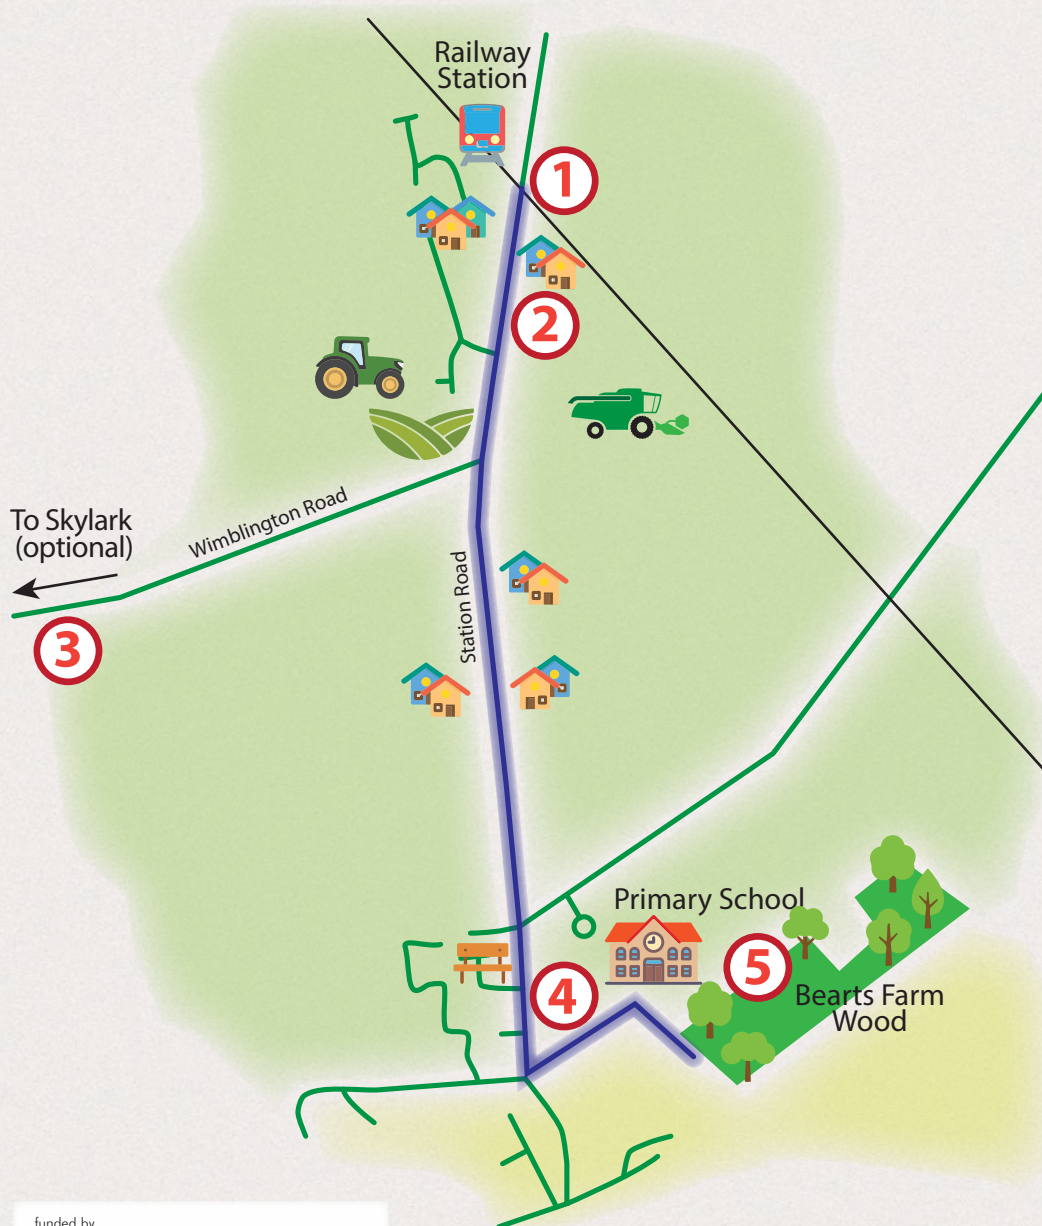 Railway
Station
1
2
To Skylark
(optional)
Wimblington Road
Station Road
3
Primary School
5
4
Bearts Farm
Wood
funded by